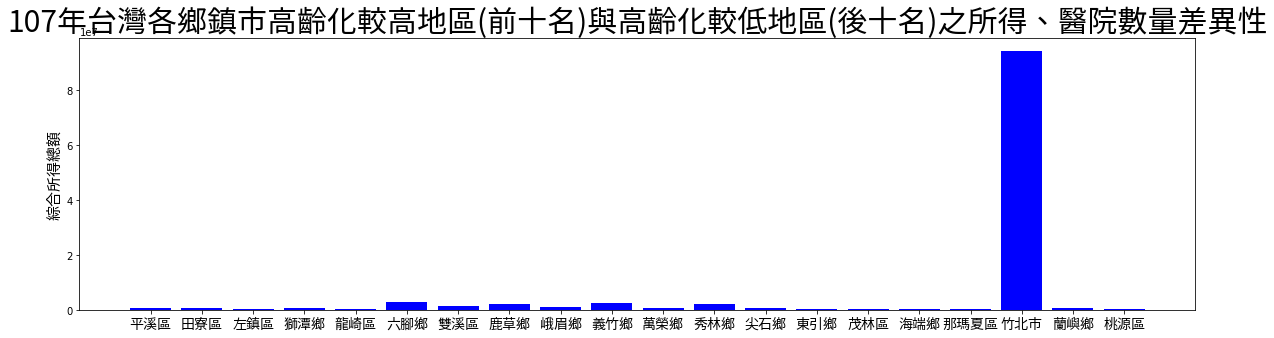 107年台灣各鄉鎮市高齡化較高地區(前十名)與高齡化較低地區(後十名)之所得、醫院數量差異性
1e7
綜合所得總額
8
6
4
2
0
平溪區 田寮區 左鎮區 獅潭鄉 龍崎區 六腳鄉 雙溪區 鹿草鄉 峨眉鄉 義竹鄉 萬榮鄉 秀林鄉 尖石鄉 東引鄉 茂林區 海端鄉 那瑪夏區 竹北市 蘭嶼鄉 桃源區